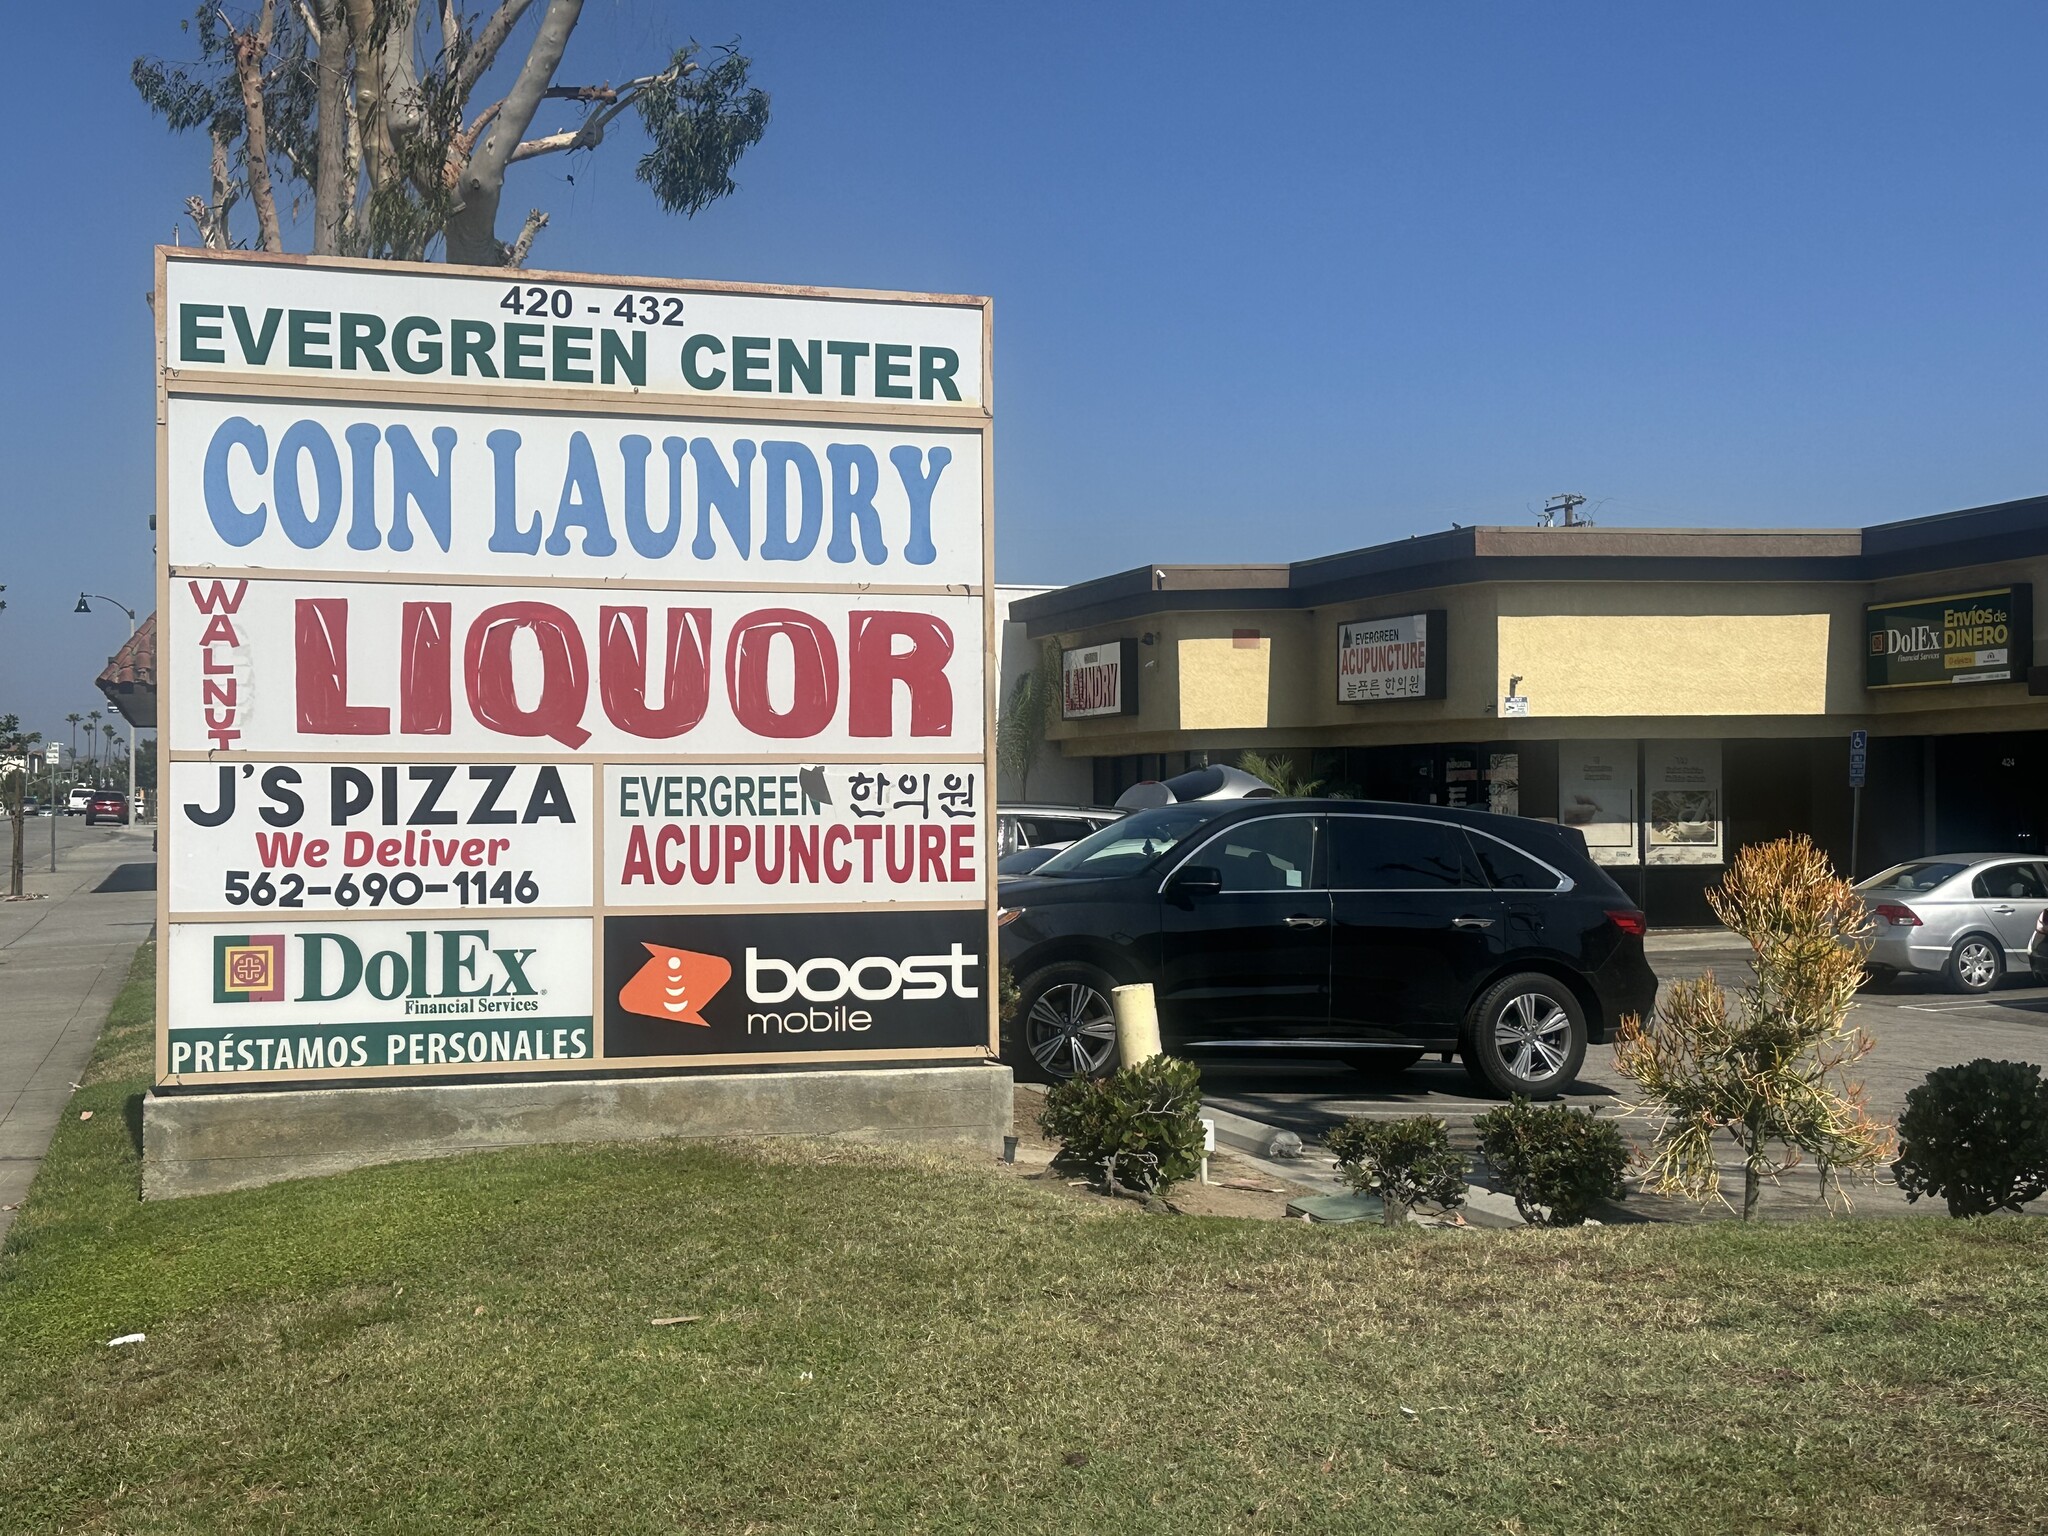 420 - 432
EVERGREEN CENTER
COIN LAUNDRY
WALNUT
LIQUOR
J'S PIZZA
We Deliver
562-690-1146
EVERGREEN 한의원
ACUPUNCTURE
DolEx
Financial Services
PRÉSTAMOS PERSONALES
boost
mobile
LAUNDRY
EVERGREEN
ACUPUNCTURE
늘푸른 한의원
DolEx
Financial Services
Envíos de
DINERO
424